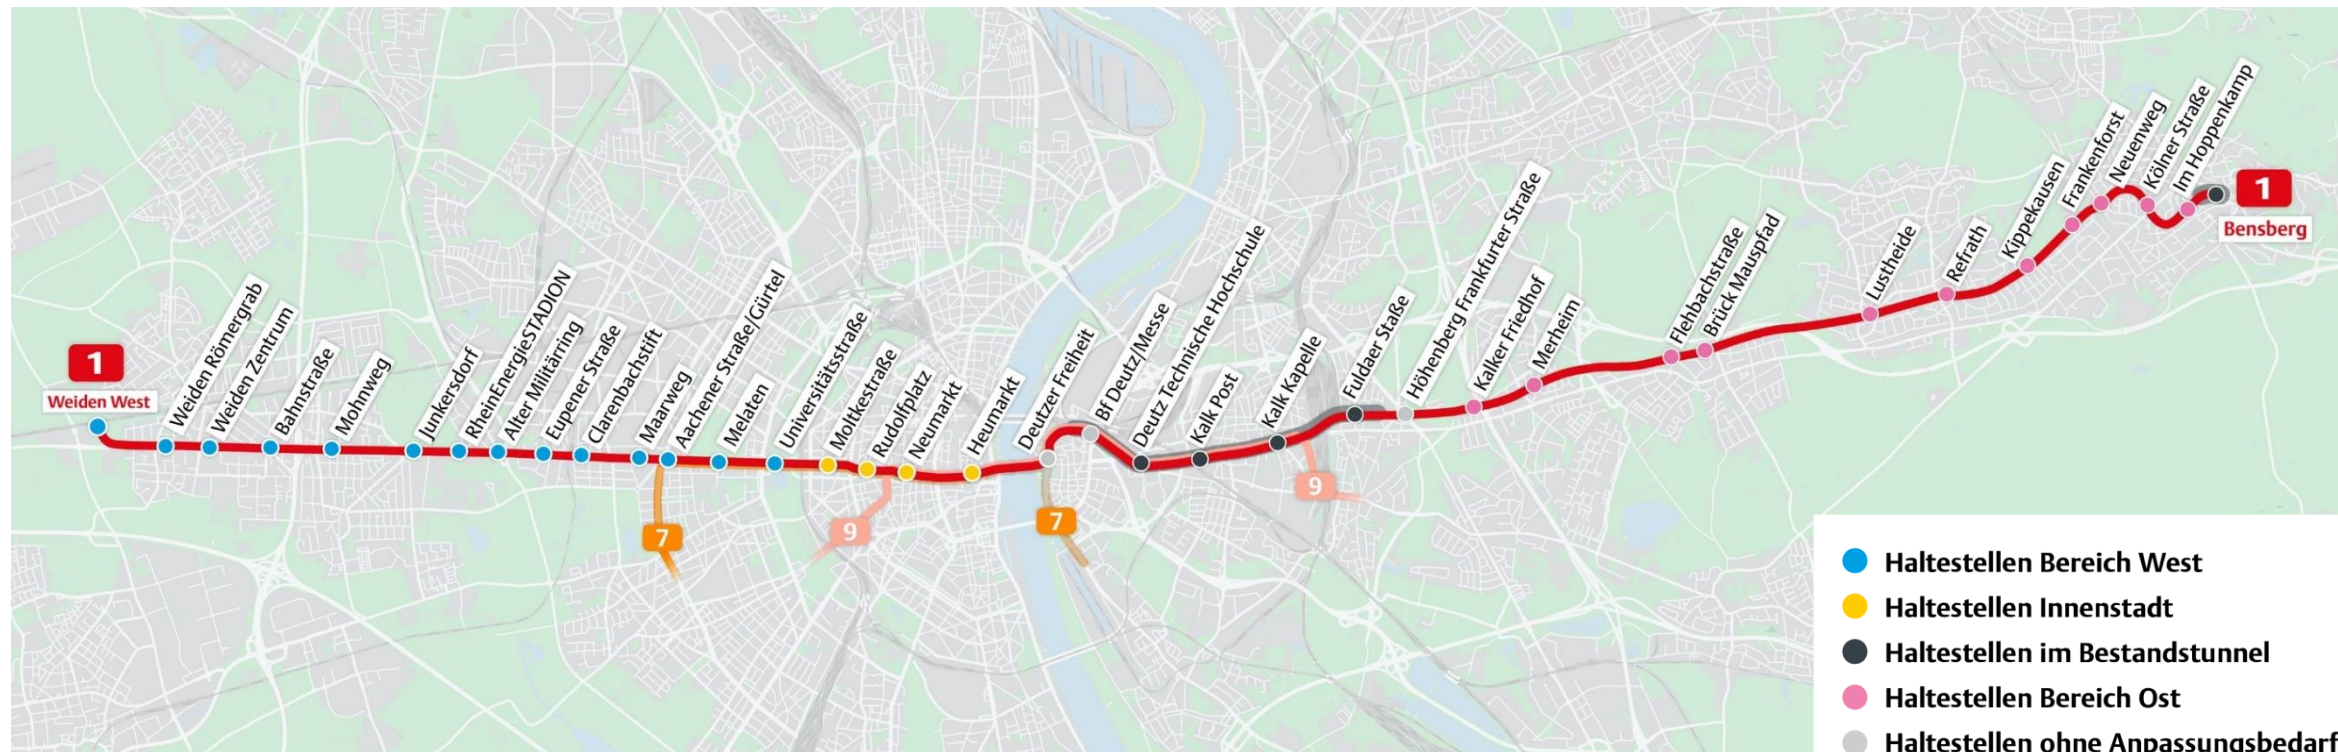 1
Weiden West
Weiden Römergrab
Weiden Zentrum
Bahnstraße
Mohnweg
Junkersdorf
RheinEnergieSTADION
Alter Militärring
Eupener Straße
Clarenbachstift
Maarweg
Aachener Straße/Gürtel
Melaten
Universitätsstraße
Moltkestraße
Rudolfplatz
Neumarkt
Heumarkt
Deutzer Freiheit
Bf Deutz/Messe
Deutz Technische Hochschule
Kalk Post
Kalk Kapelle
Fuldaer Staße
Höhenberg Frankfurter Straße
Kalker Friedhof
Merheim
Flehbachstraße
Brück Mauspfad
Lustheide
Refrath
Kippekausen
Frankenforst
Neuenweg
Kölner Straße
Im Hoppenkamp
1
Bensberg
7
9
7
9
Haltestellen Bereich West
Haltestellen Innenstadt
Haltestellen im Bestandstunnel
Haltestellen Bereich Ost
Haltestellen ohne Anpassungsbedarf